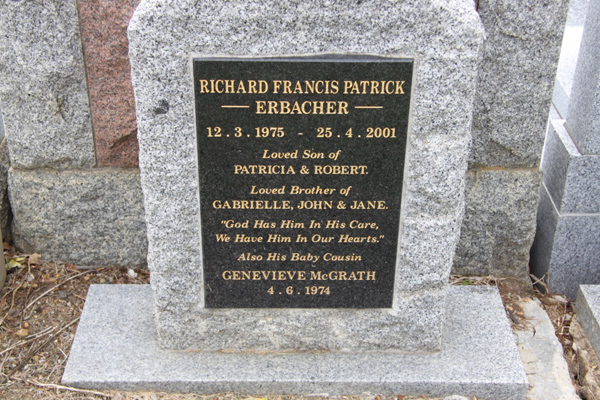 RICHARD FRANCIS PATRICK
— ERBACHER —
12 . 3 . 1975 - 25 . 4 . 2001
Loved Son of
PATRICIA & ROBERT.
Loved Brother of
GABRIELLE, JOHN & JANE.
"God Has Him In His Care,
We Have Him In Our Hearts."
Also His Baby Cousin
GENEVIEVE McGRATH
4 . 6 . 1974